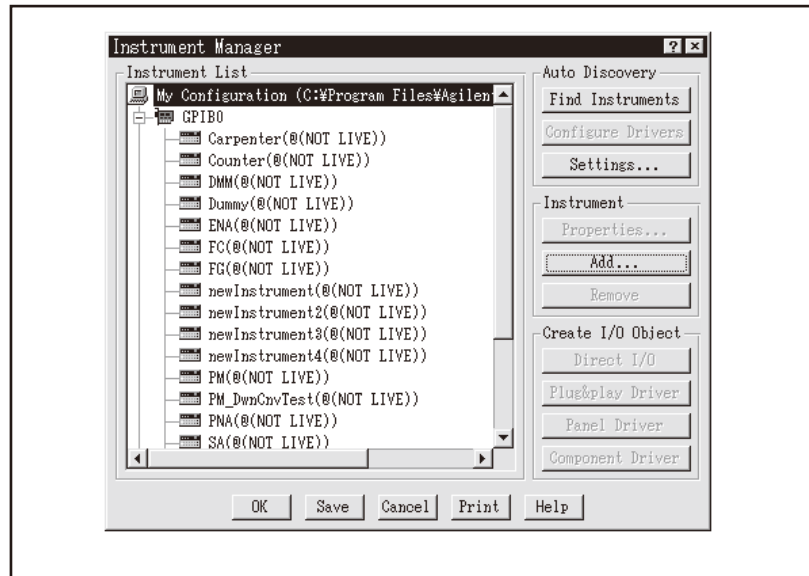 Instrument Manager
Instrument List
My Configuration (C:¥Program Files¥Agilen
GPIB0
Carpenter(@(NOT LIVE))
Counter(@(NOT LIVE))
DMM(@(NOT LIVE))
Dummy(@(NOT LIVE))
ENA(@(NOT LIVE))
FC(@(NOT LIVE))
FG(@(NOT LIVE))
newInstrument(@(NOT LIVE))
newInstrument2(@(NOT LIVE))
newInstrument3(@(NOT LIVE))
newInstrument4(@(NOT LIVE))
PM(@(NOT LIVE))
PM_DwnCnvTest(@(NOT LIVE))
PNA(@(NOT LIVE))
SA(@(NOT LIVE))
Auto Discovery
Find Instruments
Configure Drivers
Settings...
Instrument
Properties...
Add...
Remove
Create I/O Object
Direct I/O
Plug&play Driver
Panel Driver
Component Driver
OK Save Cancel Print Help